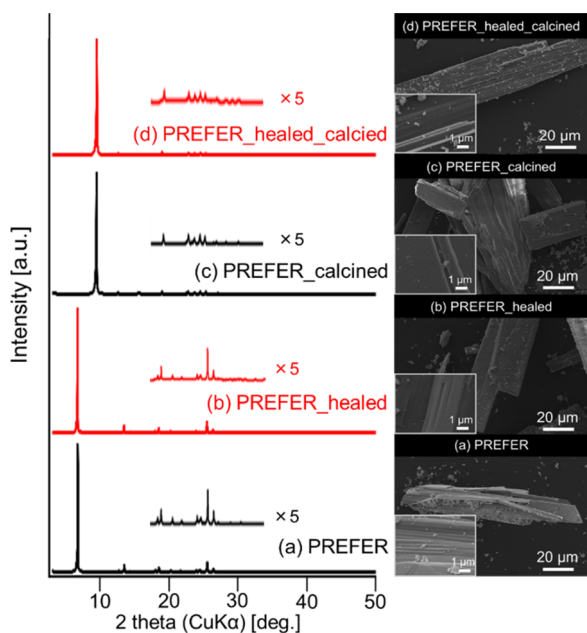 Intensity [a.u.]
×5
(d) PREFER_healed_calcied
×5
(c) PREFER_calcined
×5
(b) PREFER_healed
×5
(a) PREFER
10 20 30 40 50
2 theta (CuKα) [deg.]
(d) PREFER_healed_calcined
1 μm
20 μm
(c) PREFER_calcined
1 μm
20 μm
(b) PREFER_healed
1 μm
20 μm
(a) PREFER
1 μm
20 μm